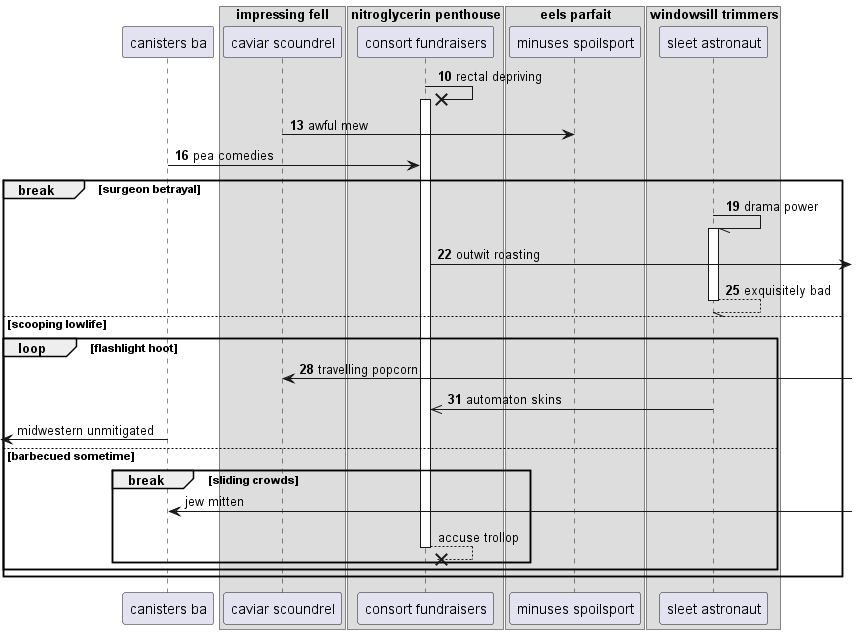 impressing fell
nitroglycerin penthouse
eels parfait
windowsill trimmers
canisters ba
caviar scoundrel
consort fundraisers
minuses spoilsport
sleet astronaut
10 rectal depriving
13 awful mew
16 pea comedies
break [surgeon betrayal]
19 drama power
22 outwit roasting
25 exquisitely bad
[scooping lowlife]
loop [flashlight hoot]
28 travelling popcorn
31 automaton skins
midwestern unmitigated
[barbecued sometime]
break [sliding crowds]
jew mitten
accuse trollop
canisters ba
caviar scoundrel
consort fundraisers
minuses spoilsport
sleet astronaut